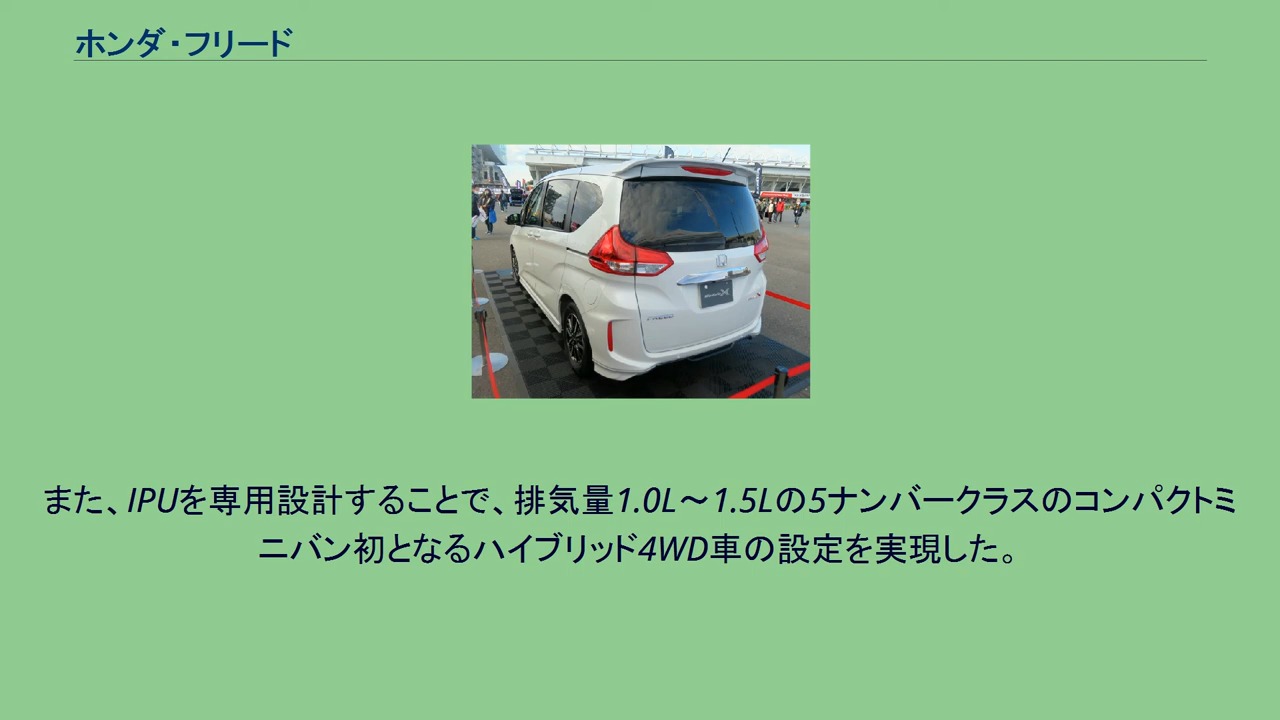 ホンダ・フリード
また、IPUを専用設計することで、排気量1.0L～1.5Lの5ナンバークラスのコンパクトミ
ニバン初となるハイブリッド4WD車の設定を実現した。